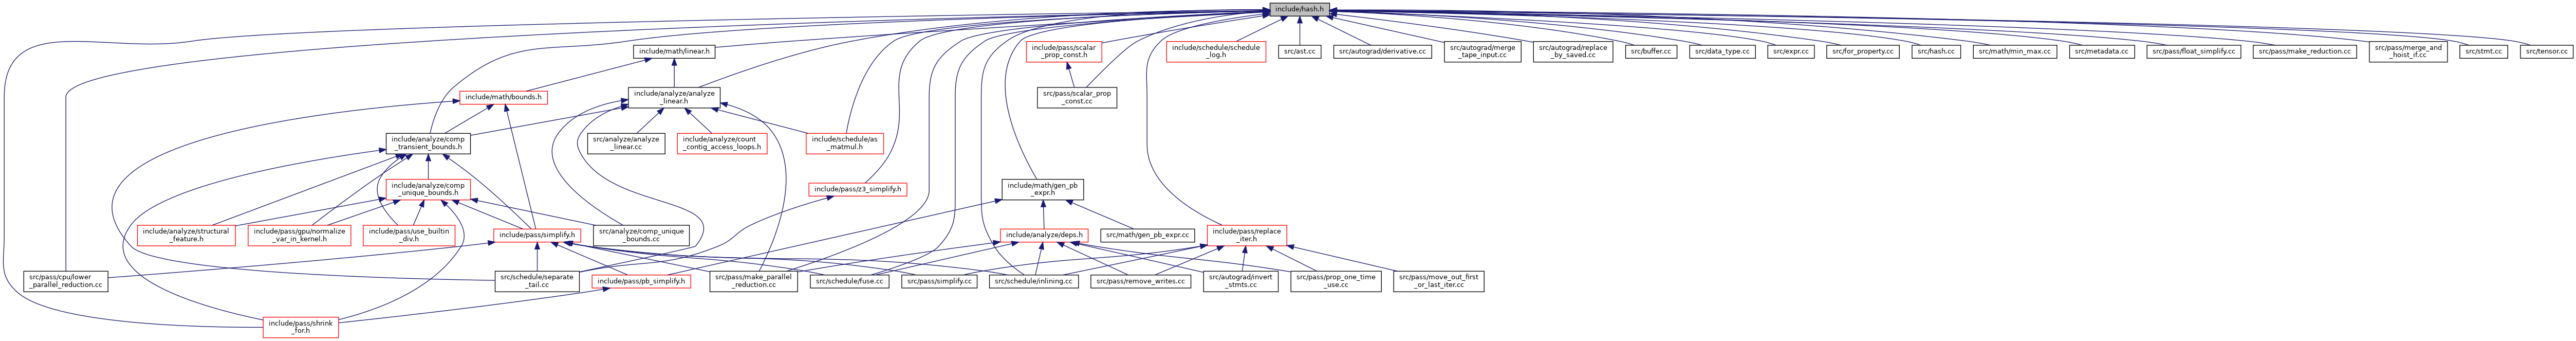 include/hash.h
include/math/linear.h
include/pass/scalar
_prop_const.h
include/schedule/schedule
_log.h
src/ast.cc
src/autograd/derivative.cc
src/autograd/merge
_tape_input.cc
src/autograd/replace
_by_saved.cc
src/buffer.cc
src/data_type.cc
src/expr.cc
src/for_property.cc
src/hash.cc
src/math/min_max.cc
src/metadata.cc
src/pass/float_simplify.cc
src/pass/make_reduction.cc
src/pass/merge_and
_hoist_if.cc
src/stmt.cc
src/tensor.cc
include/math/bounds.h
include/analyze/analyze
_linear.h
src/pass/scalar_prop
_const.cc
include/analyze/comp
_transient_bounds.h
src/analyze/analyze
_linear.cc
include/analyze/count
_contig_access_loops.h
include/schedule/as
_matmul.h
include/analyze/comp
_unique_bounds.h
include/pass/z3_simplify.h
include/math/gen_pb
_expr.h
include/analyze/structural
_feature.h
include/pass/gpu/normalize
_var_in_kernel.h
include/pass/use_builtin
_div.h
include/pass/simplify.h
src/analyze/comp_unique
_bounds.cc
include/analyze/deps.h
src/math/gen_pb_expr.cc
include/pass/replace
_iter.h
src/pass/cpu/lower
_parallel_reduction.cc
src/schedule/separate
_tail.cc
include/pass/pb_simplify.h
src/pass/make_parallel
_reduction.cc
src/schedule/fuse.cc
src/pass/simplify.cc
src/schedule/inlining.cc
src/pass/remove_writes.cc
src/autograd/invert
_stmts.cc
src/pass/prop_one_time
_use.cc
src/pass/move_out_first
_or_last_iter.cc
include/pass/shrink
_for.h